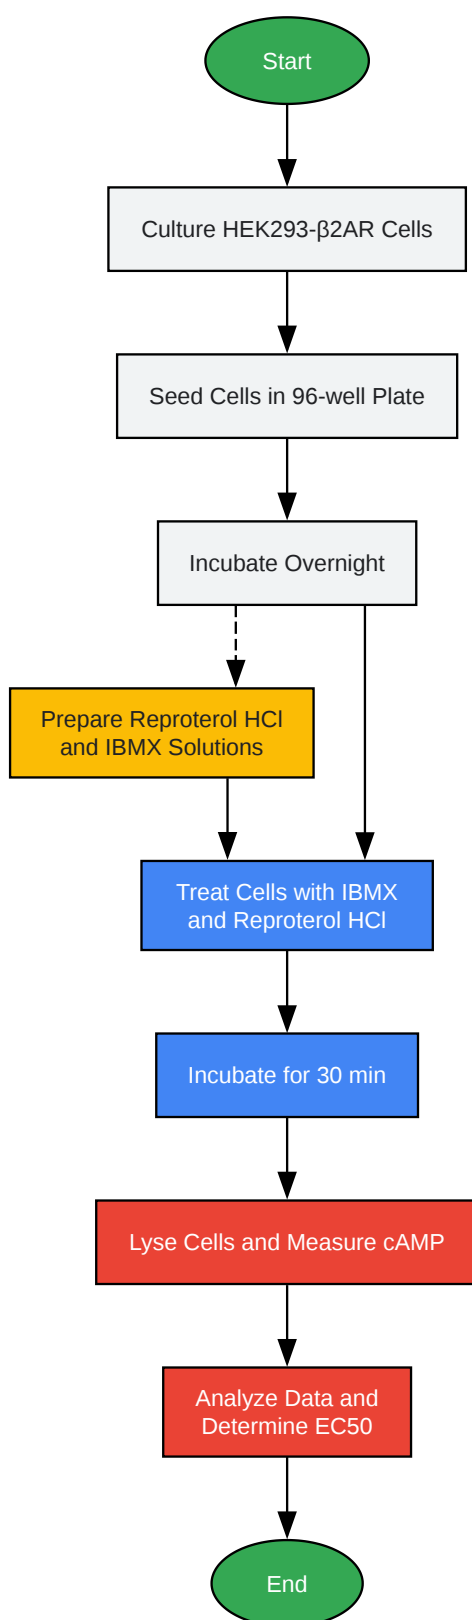 Start
Culture HEK293-β2AR Cells
Seed Cells in 96-well Plate
Incubate Overnight
Prepare Reproterol HCl
and IBMX Solutions
Treat Cells with IBMX
and Reproterol HCl
Incubate for 30 min
Lyse Cells and Measure cAMP
Analyze Data and
Determine EC50
End